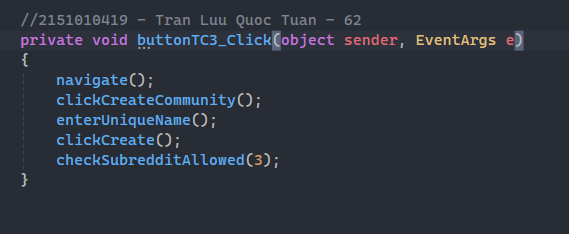 //2151010419 - Tran Luu Quoc Tuan - 62
private void buttonTC3_Click(object sender, EventArgs e)
{
    navigate();
    clickCreateCommunity();
    enterUniqueName();
    clickCreate();
    checkSubredditAllowed(3);
}